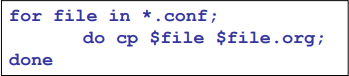 for file in *.conf;
do cp $file $file.org;
done